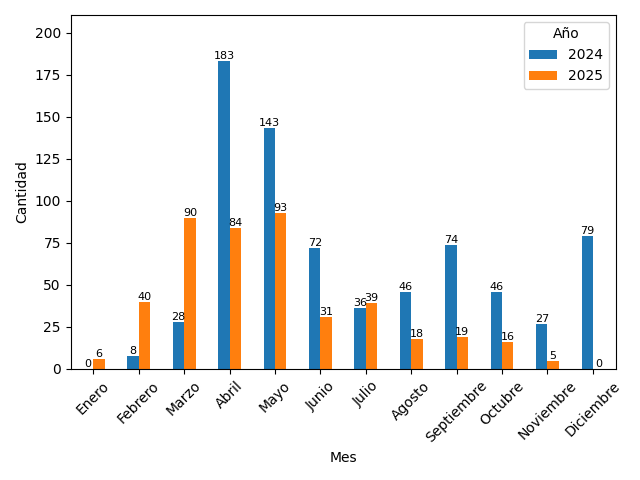 Año
2024
2025
Cantidad
200
175
150
125
100
75
50
25
0
0
8
28
183
143
72
36
46
74
46
27
79
6
40
90
84
93
31
39
18
19
16
5
0
Enero
Febrero
Marzo
Abril
Mayo
Junio
Julio
Agosto
Septiembre
Octubre
Noviembre
Diciembre
Mes